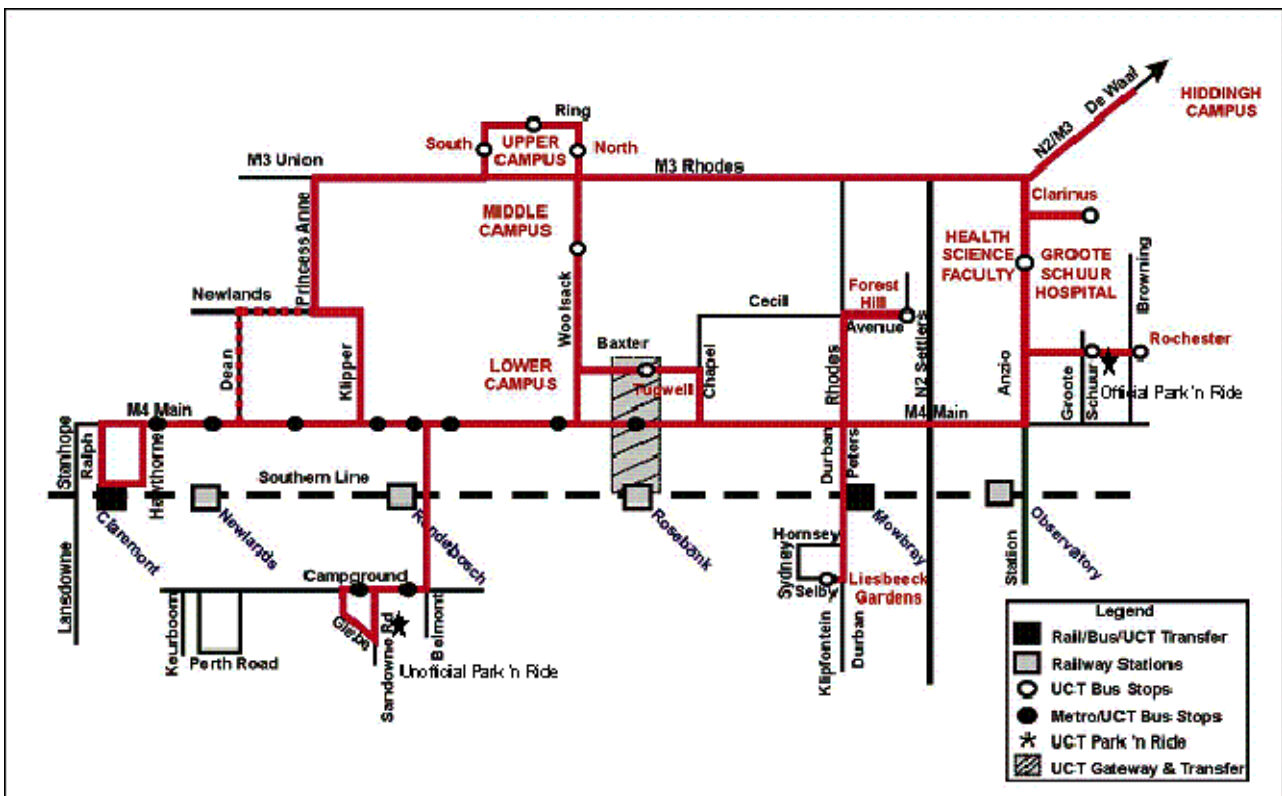 De Waal
HIDDINGH
CAMPUS
N2/M3
Ring
South
UPPER
CAMPUS
North
M3 Union
M3 Rhodes
Clarinus
Princess Anne
MIDDLE
CAMPUS
HEALTH
SCIENCE
FACULTY
GROOTE
SCHUUR
HOSPITAL
Browning
Newlands
Woolsack
Cecil
Forest
Hill
Avenue
Baxter
Rochester
Dean
Klipper
LOWER
CAMPUS
Tugwell
Chapel
Rhodes
N2 Settlers
Anzio
Groote
Schuur
Official Park 'n Ride
M4 Main
M4 Main
Stanhope
Ralph
Hawthorne
Southern Line
Durban
Peters
Claremont
Newlands
Rondebosch
Rosebank
Mowbray
Observatory
Lansdowne
Station
Hornsey
Sydney
Selby
Liesbeeck
Gardens
Campground
Keurboom
Perth Road
Glebe
Sandowne Rd
Belmont
Unofficial Park 'n Ride
Klipfontein
Durban
Legend
Rail/Bus/UCT Transfer
Railway Stations
UCT Bus Stops
Metro/UCT Bus Stops
UCT Park 'n Ride
UCT Gateway & Transfer